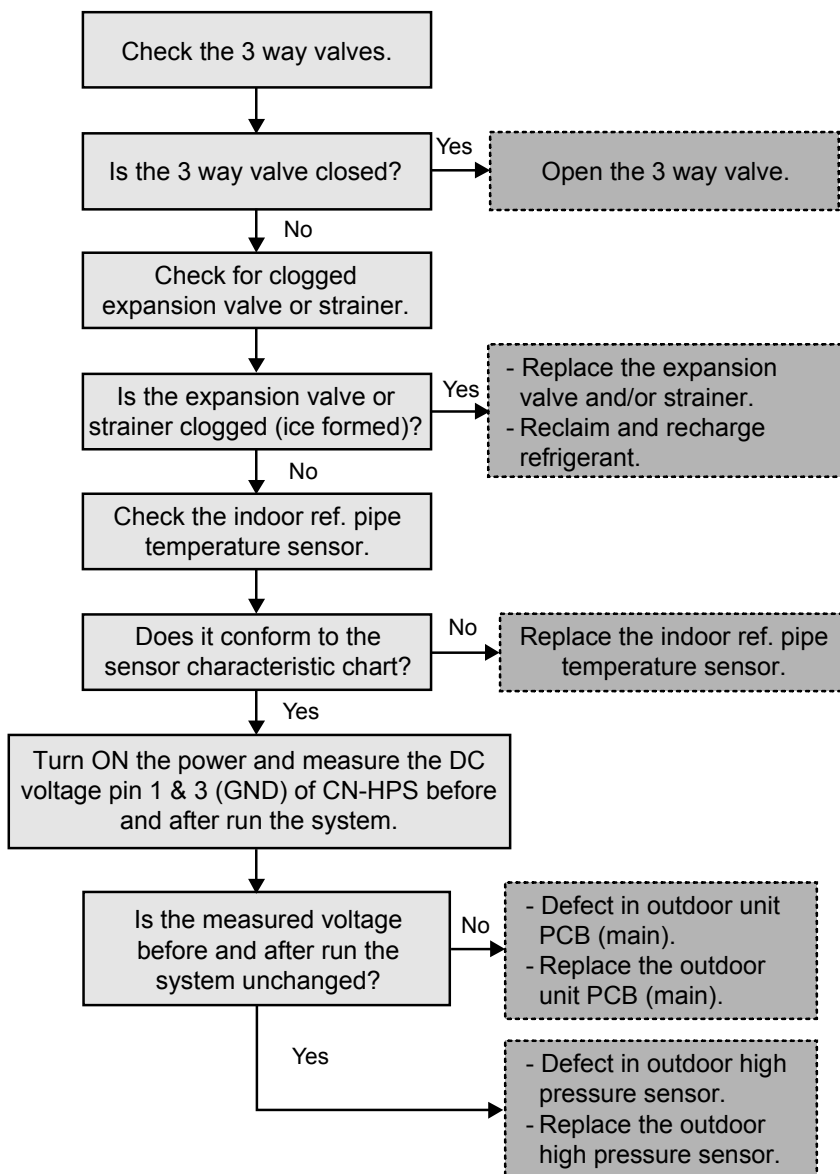 Check the 3 way valves.
Is the 3 way valve closed?
Yes
Open the 3 way valve.
No
Check for clogged
expansion valve or strainer.
Is the expansion valve or
strainer clogged (ice formed)?
Yes
- Replace the expansion
valve and/or strainer.
- Reclaim and recharge
refrigerant.
No
Check the indoor ref. pipe
temperature sensor.
Does it conform to the
sensor characteristic chart?
No
Replace the indoor ref. pipe
temperature sensor.
Yes
Turn ON the power and measure the DC
voltage pin 1 & 3 (GND) of CN-HPS before
and after run the system.
Is the measured voltage
before and after run the
system unchanged?
No
- Defect in outdoor unit
PCB (main).
- Replace the outdoor
unit PCB (main).
Yes
- Defect in outdoor high
pressure sensor.
- Replace the outdoor
high pressure sensor.